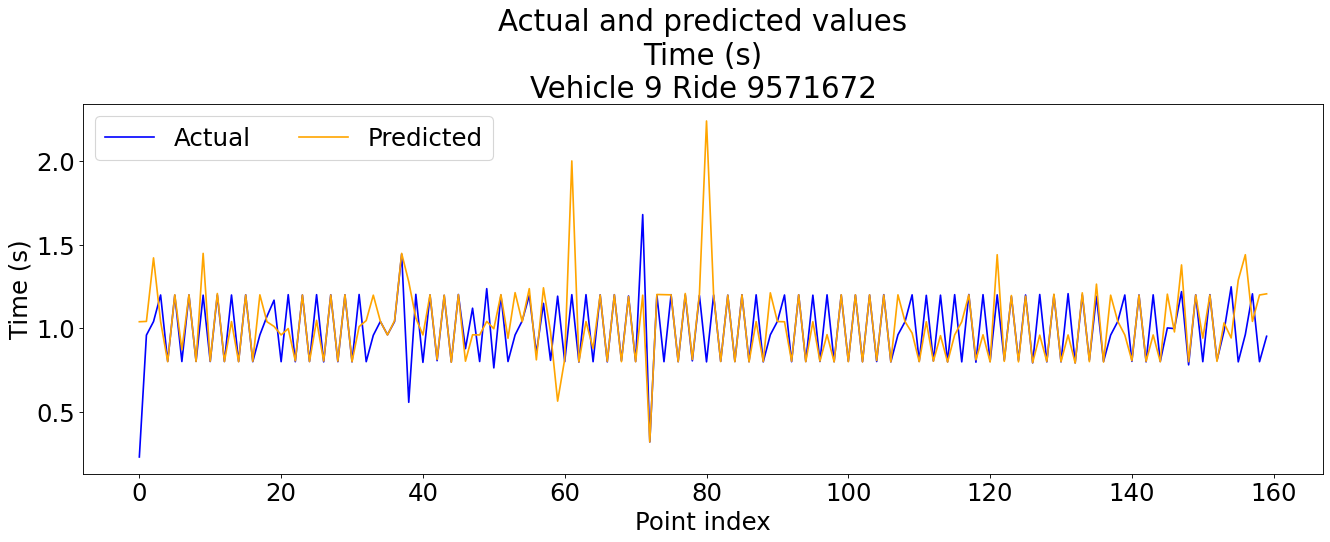 Actual and predicted values
Time (s)
Vehicle 9 Ride 9571672
Actual
Predicted
Time (s)
2.0
1.5
1.0
0.5
0
20
40
60
80
100
120
140
160
Point index